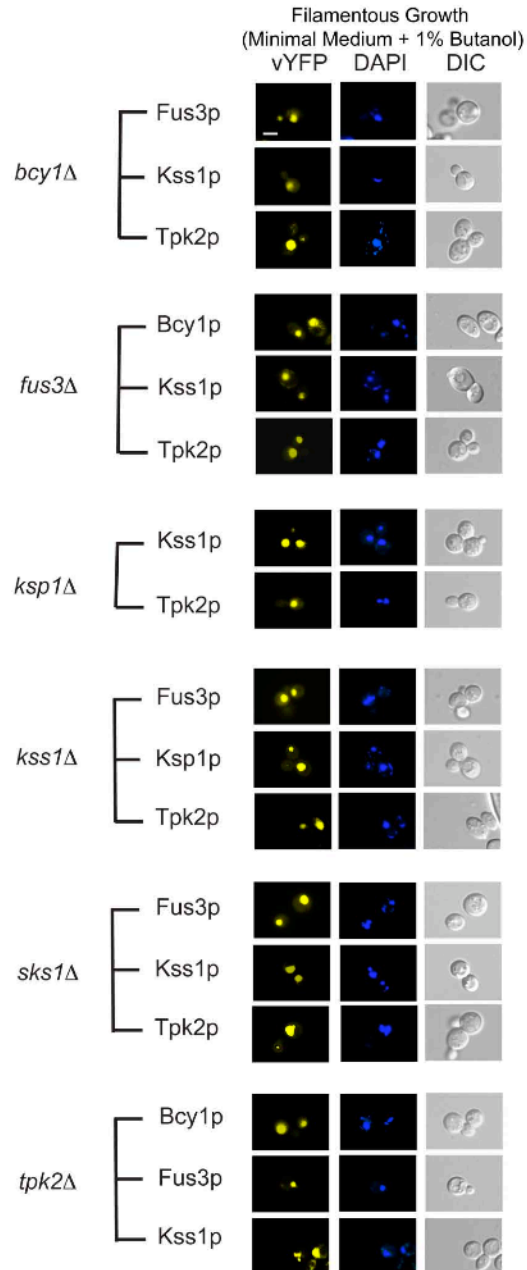 Filamentous Growth
(Minimal Medium + 1% Butanol)
vYFP DAPI DIC
Fus3p
bcy1Δ Kss1p
Tpk2p
Bcy1p
fus3Δ Kss1p
Tpk2p
Kss1p
ksp1Δ
Tpk2p
Fus3p
kss1Δ Ksp1p
Tpk2p
Fus3p
sks1Δ Kss1p
Tpk2p
Bcy1p
tpk2Δ Fus3p
Kss1p